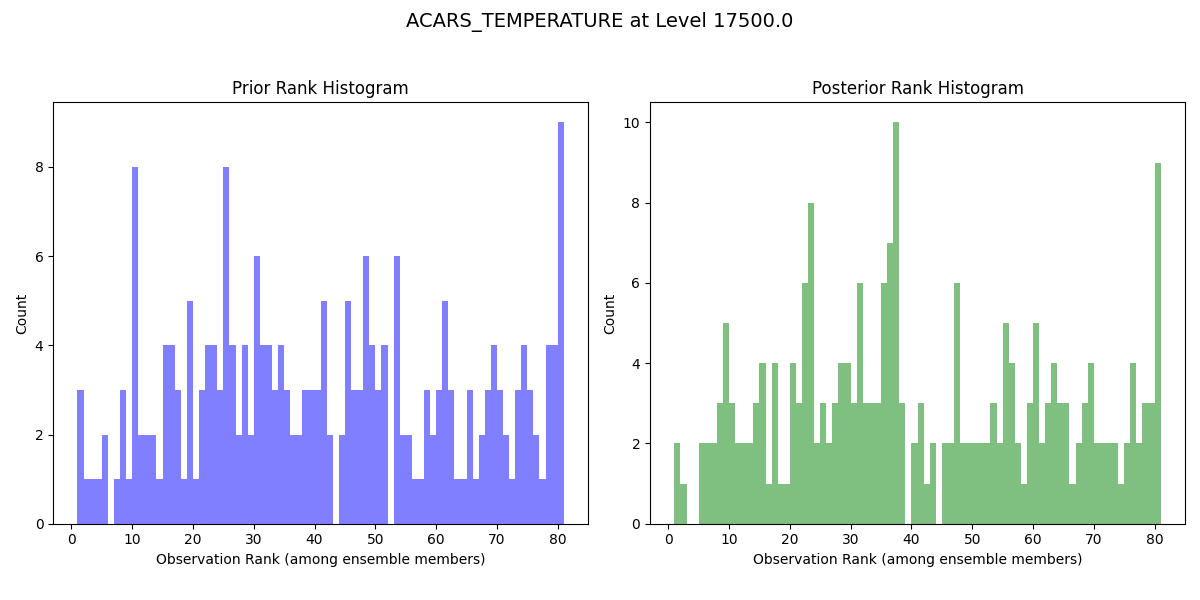 ACARS_TEMPERATURE at Level 17500.0
Prior Rank Histogram
Count
8
6
4
2
0
0 10 20 30 40 50 60 70 80
Observation Rank (among ensemble members)
Posterior Rank Histogram
Count
10
8
6
4
2
0
0 10 20 30 40 50 60 70 80
Observation Rank (among ensemble members)